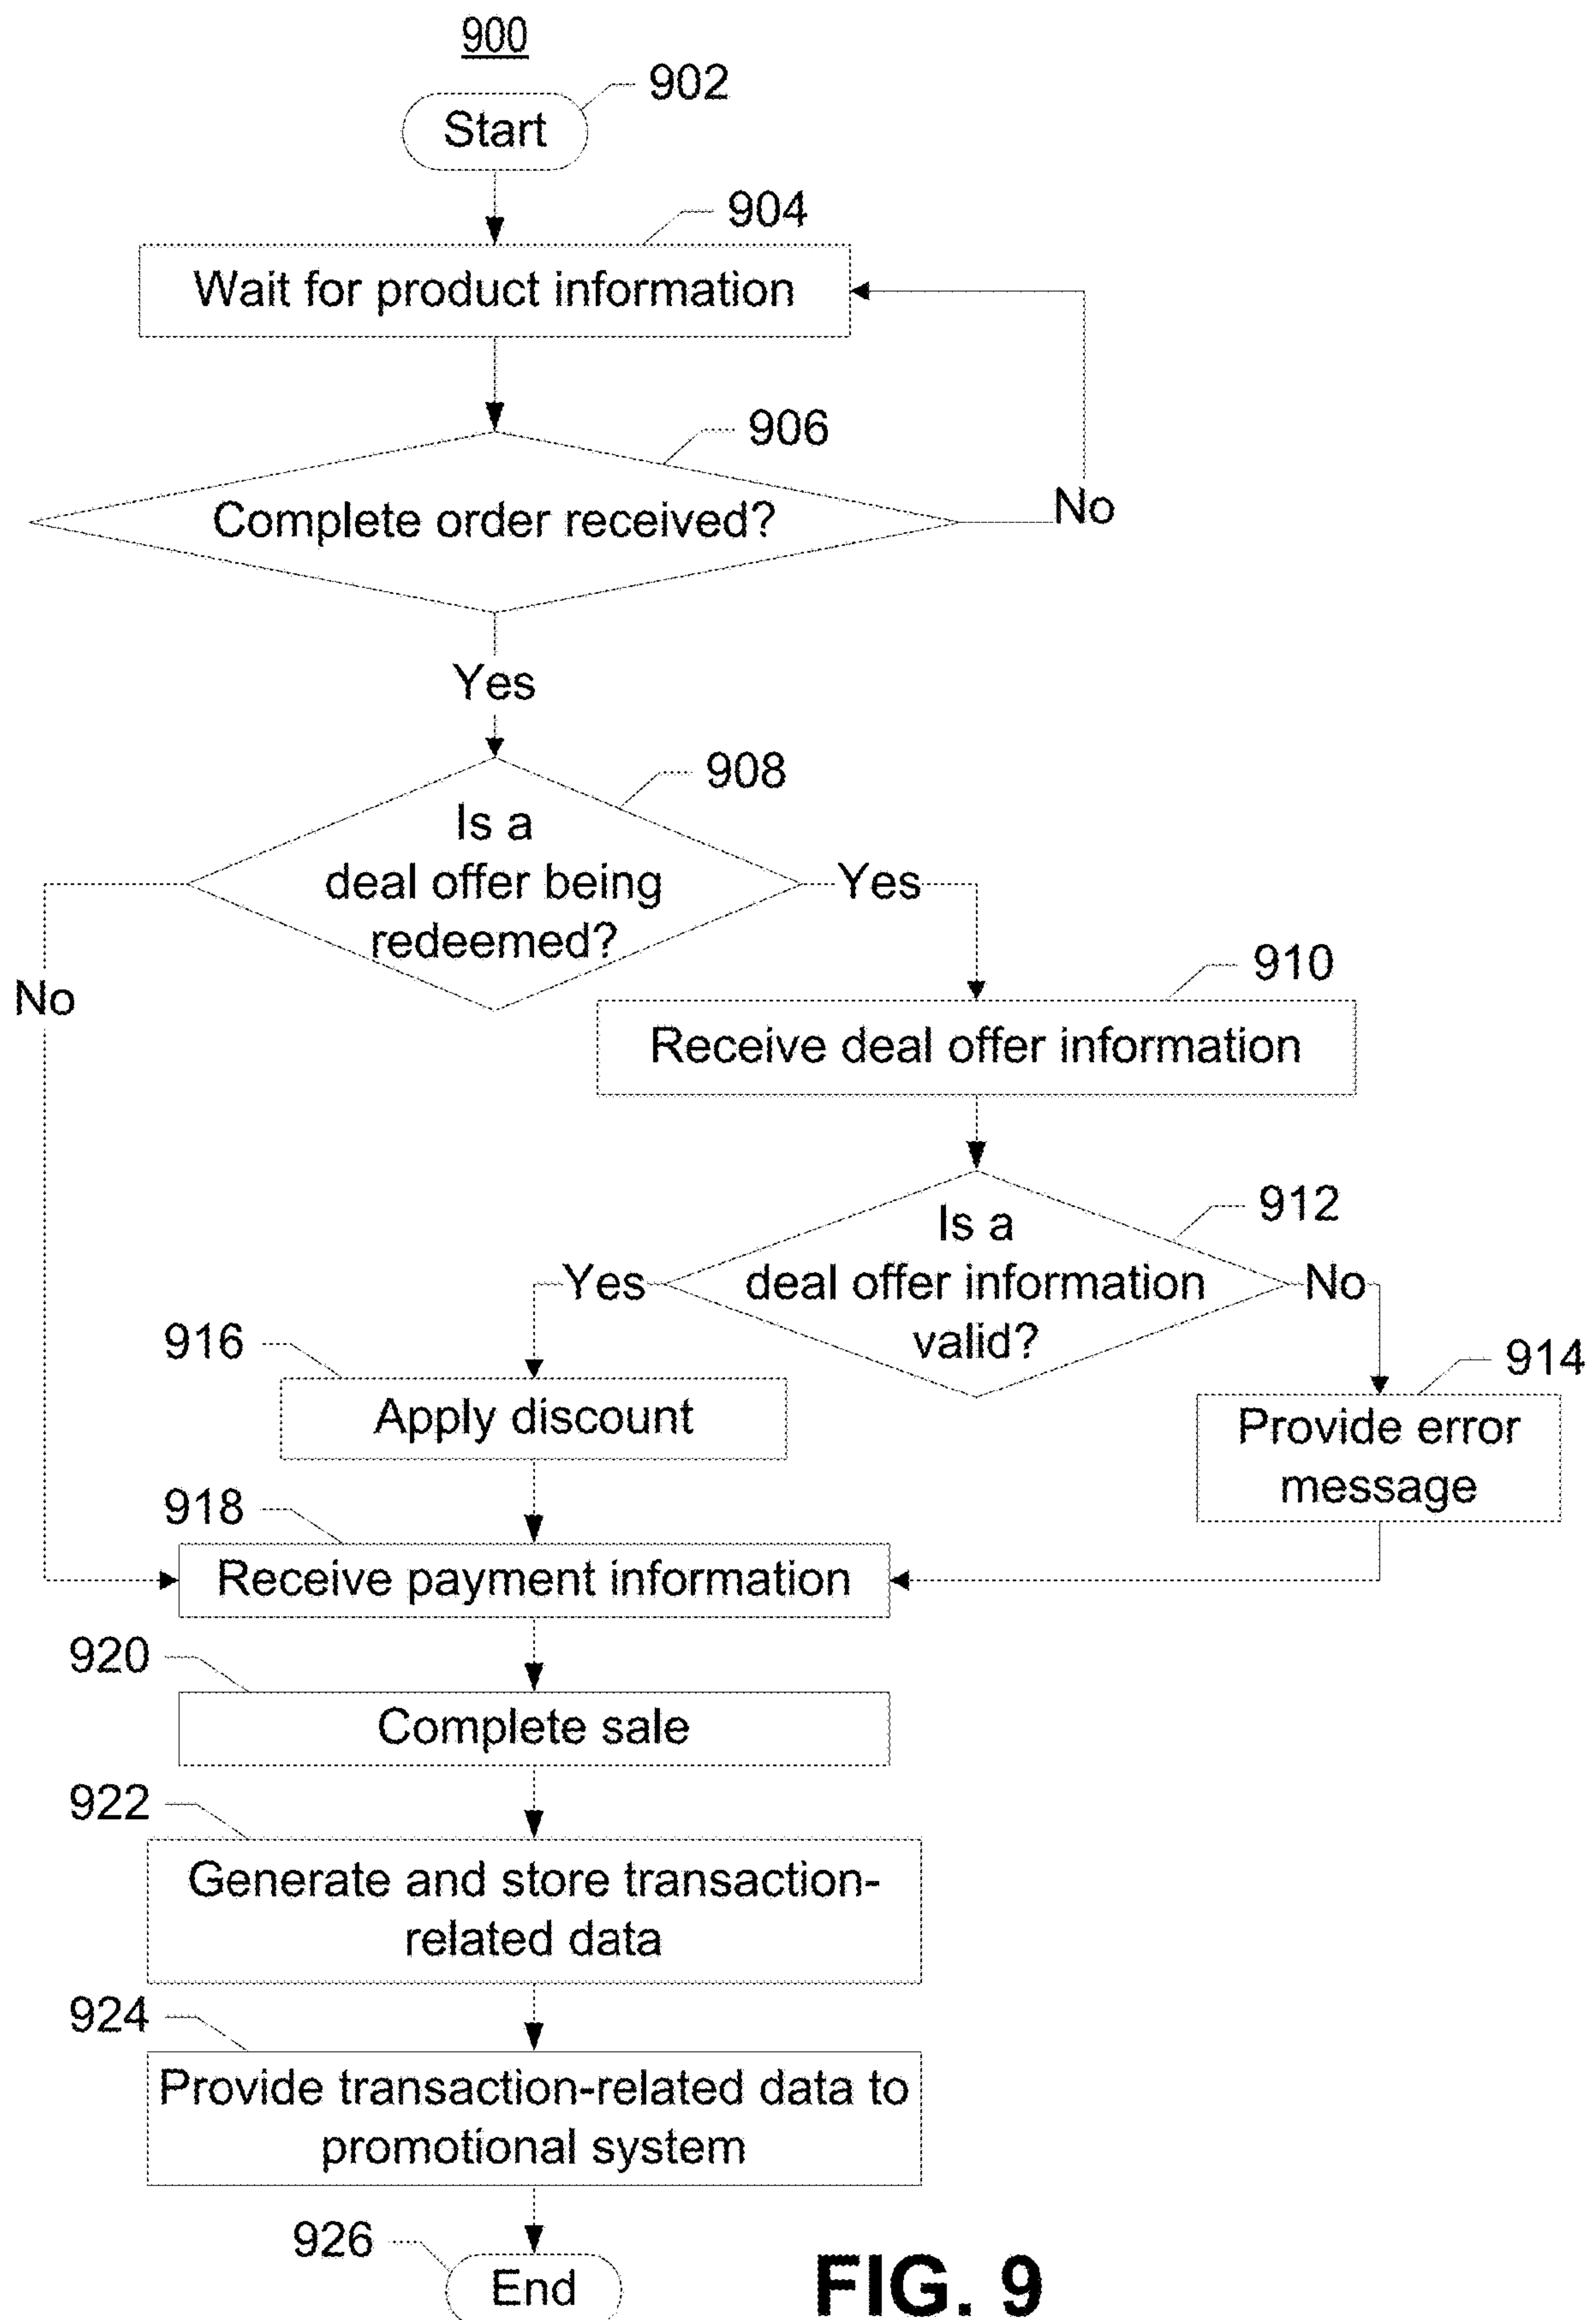 900
902
Start
904
Wait for product information
906
Complete order received?
No
Yes
908
Is a
deal offer being
redeemed?
Yes
No
910
Receive deal offer information
912
Is a
deal offer information
valid?
Yes
No
916
Apply discount
914
Provide error
message
918
Receive payment information
920
Complete sale
922
Generate and store transaction-
related data
924
Provide transaction-related data to
promotional system
926
End
FIG. 9